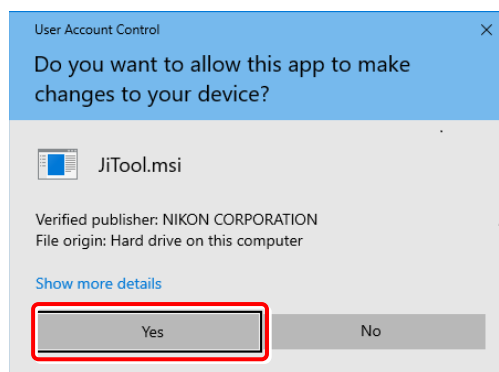 User Account Control
Do you want to allow this app to make
changes to your device?
JiTool.msi
Verified publisher: NIKON CORPORATION
File origin: Hard drive on this computer
Show more details
Yes
No